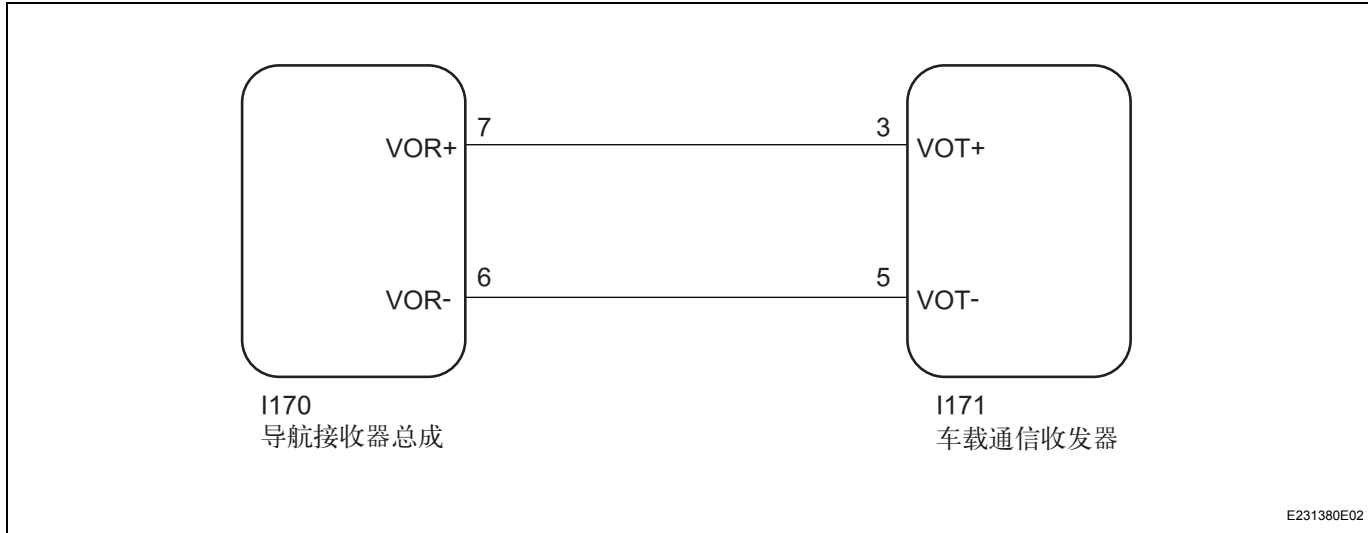 VOR+ 7 3 VOT+
VOR- 6 5 VOT-
I170
导航接收器总成
I171
车载通信收发器
E231380E02